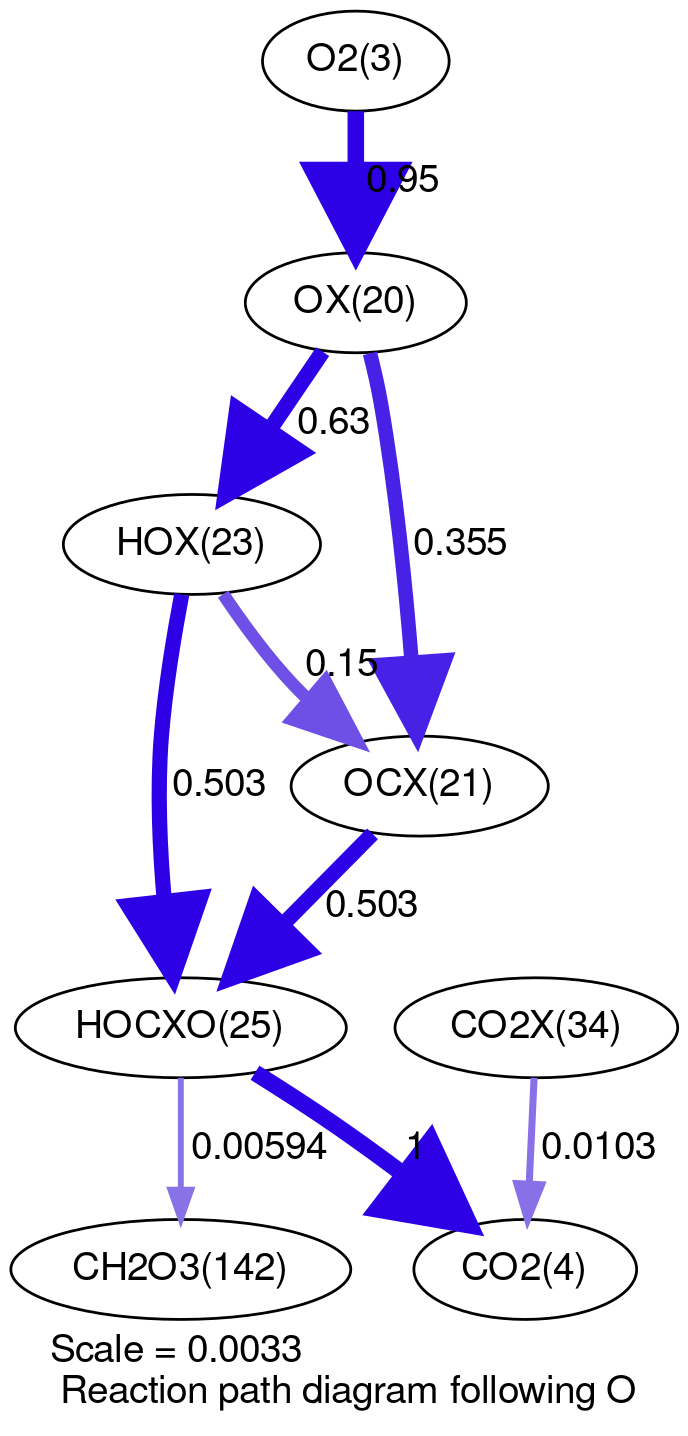 O2(3)
0.95
OX(20)
0.63
HOX(23)
0.355
0.15
0.503
OCX(21)
0.503
HOCXO(25)
CO2X(34)
0.00594
1
0.0103
CH2O3(142)
CO2(4)
Scale = 0.0033
Reaction path diagram following O